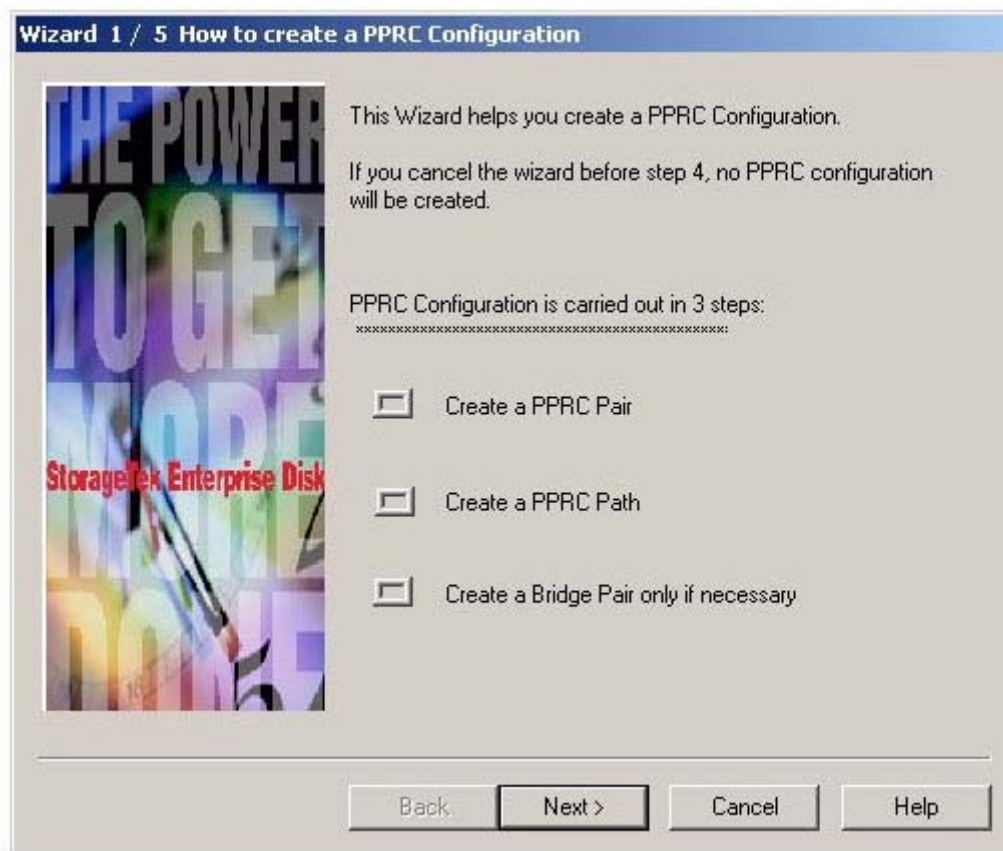 Wizard 1 / 5 How to create a PPRC Configuration
THE POWER
TO GET
MORE
StorageTek Enterprise Disk
DONE
This Wizard helps you create a PPRC Configuration.
If you cancel the wizard before step 4, no PPRC configuration
will be created.
PPRC Configuration is carried out in 3 steps:
Create a PPRC Pair
Create a PPRC Path
Create a Bridge Pair only if necessary
Back
Next >
Cancel
Help